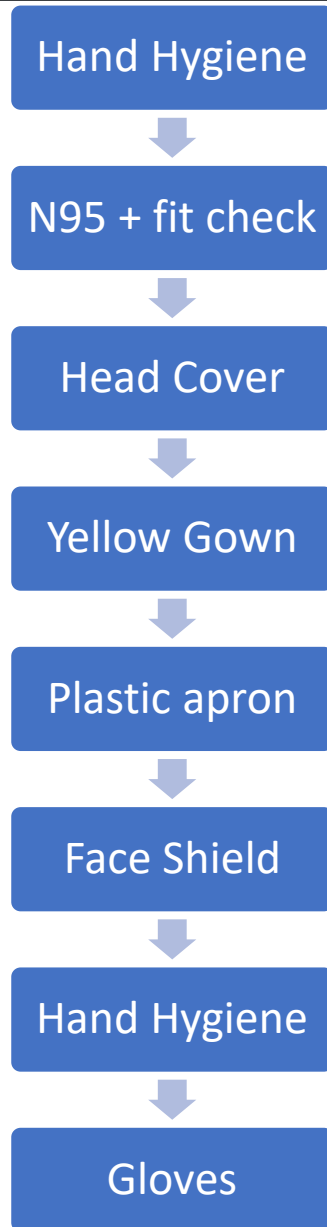 Hand Hygiene
N95 + fit check
Head Cover
Yellow Gown
Plastic apron
Face Shield
Hand Hygiene
Gloves